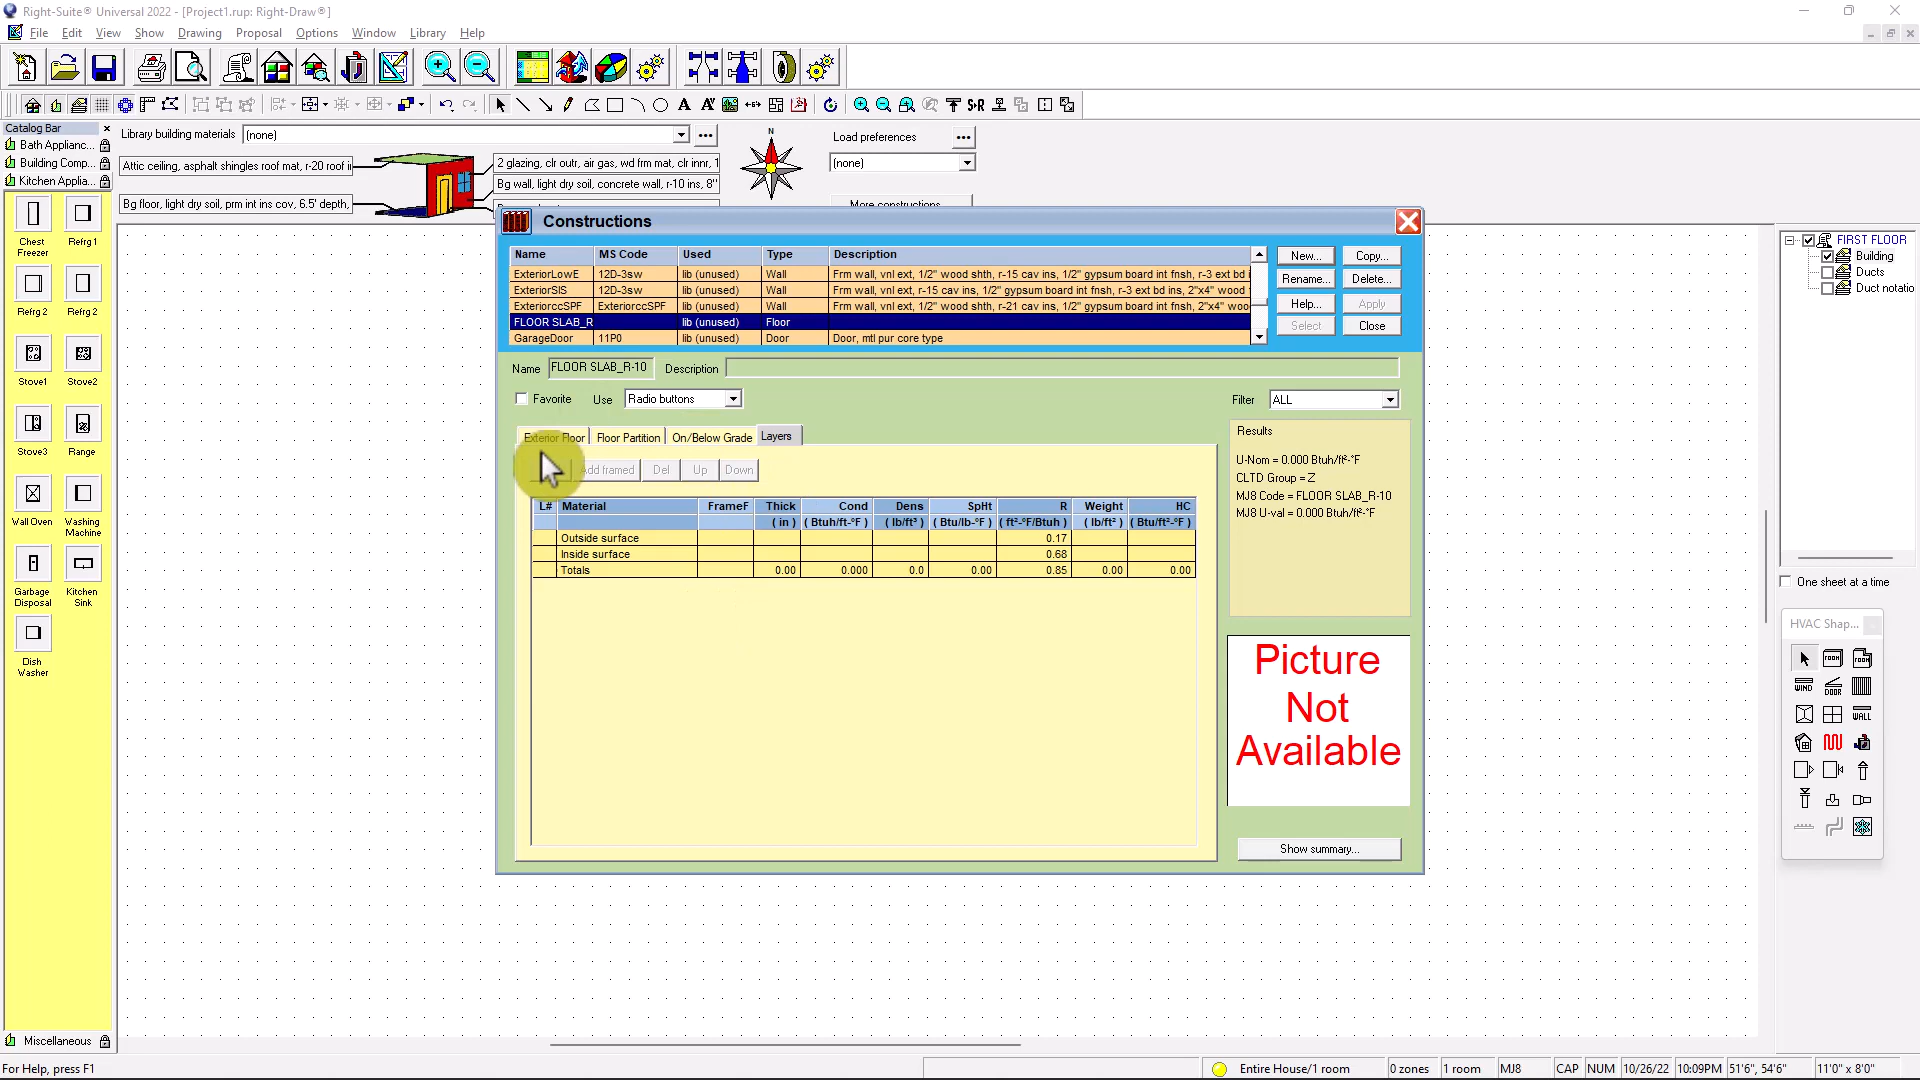 Right-Suite® Universal 2022 - [Project1.rup: Right-Draw®]
File Edit View Show Drawing Proposal Options Window Library Help
Catalog Bar
Bath Applianc...
Building Comp...
Kitchen Applia...
Chest Freezer
Refrg1
Refrg 2
Refrg 2
Stove1
Stove2
Stove3
Range
Wall Oven
Washing Machine
Garbage Disposal
Kitchen Sink
Dish Washer
Miscellaneous
Library building materials (none)
Attic ceiling, asphalt shingles roof mat, r-20 roof i
Bg floor, light dry soil, prm int ins cov, 6.5' depth,
2 glazing, clr outr, air gas, wd frm mat, clr innr, 1
Bg wall, light dry soil, concrete wall, r-10 ins, 8"
N
Load preferences
(none)
More constructions
Constructions
Name MS Code Used Type Description
ExteriorLowE 12D-3sw lib (unused) Wall Frm wall, vnl ext, 1/2" wood shth, r-15 cav ins, 1/2" gypsum board int fnsh, r-3 ext bd i
ExteriorSIS 12D-3sw lib (unused) Wall Frm wall, vnl ext, r-15 cav ins, 1/2" gypsum board int fnsh, r-3 ext bd ins, 2"x4" wood
ExteriorccSPF ExteriorccSPF lib (unused) Wall Frm wall, vnl ext, 1/2" wood shth, r-21 cav ins, 1/2" gypsum board int fnsh, 2"x4" woo
FLOOR SLAB_R lib (unused) Floor
GarageDoor 11P0 lib (unused) Door Door, mtl pur core type
New... Copy...
Rename... Delete...
Help... Apply
Select Close
Name FLOOR SLAB_R-10 Description
Favorite Use Radio buttons Filter ALL
Exterior Floor Floor Partition On/Below Grade Layers
Add framed Del Up Down
L# Material FrameF Thick Cond Dens SpHt R Weight HC
( in ) ( Btuh/ft-°F ) ( lb/ft³ ) ( Btu/lb-°F ) ( ft²-°F/Btuh ) ( lb/ft² ) ( Btu/ft²-°F )
Outside surface 0.17
Inside surface 0.68
Totals 0.00 0.000 0.0 0.00 0.85 0.00 0.00
Results
U-Nom = 0.000 Btuh/ft²-°F
CLTD Group = Z
MJ8 Code = FLOOR SLAB_R-10
MJ8 U-val = 0.000 Btuh/ft²-°F
Picture
Not
Available
Show summary...
FIRST FLOOR
Building
Ducts
Duct notatio
One sheet at a time
HVAC Shap...
ROOM
WIND
DOOR
WALL
For Help, press F1
Entire House/1 room 0 zones 1 room MJ8 CAP NUM 10/26/22 10:09PM 51'6", 54'6" 11'0" x 8'0"